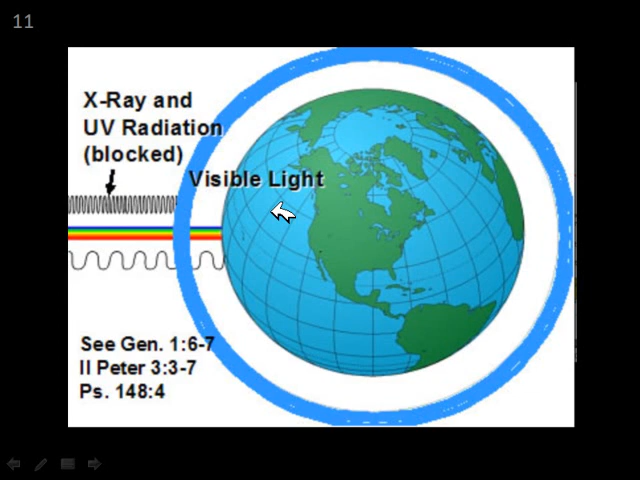 11
X-Ray and
UV Radiation
(blocked)
Visible Light
See Gen. 1:6-7
II Peter 3:3-7
Ps. 148:4